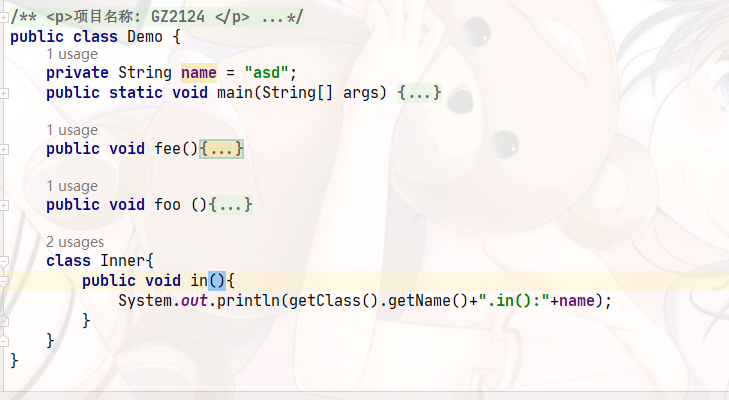 /** <p>项目名称: GZ2124 </p> ...*/
public class Demo {
1 usage
private String name = "asd";
public static void main(String[] args) {...}
1 usage
public void fee(){...}
1 usage
public void foo (){...}
2 usages
class Inner{
public void in(){
System.out.println(getClass().getName()+".in():"+name);
}
}
}